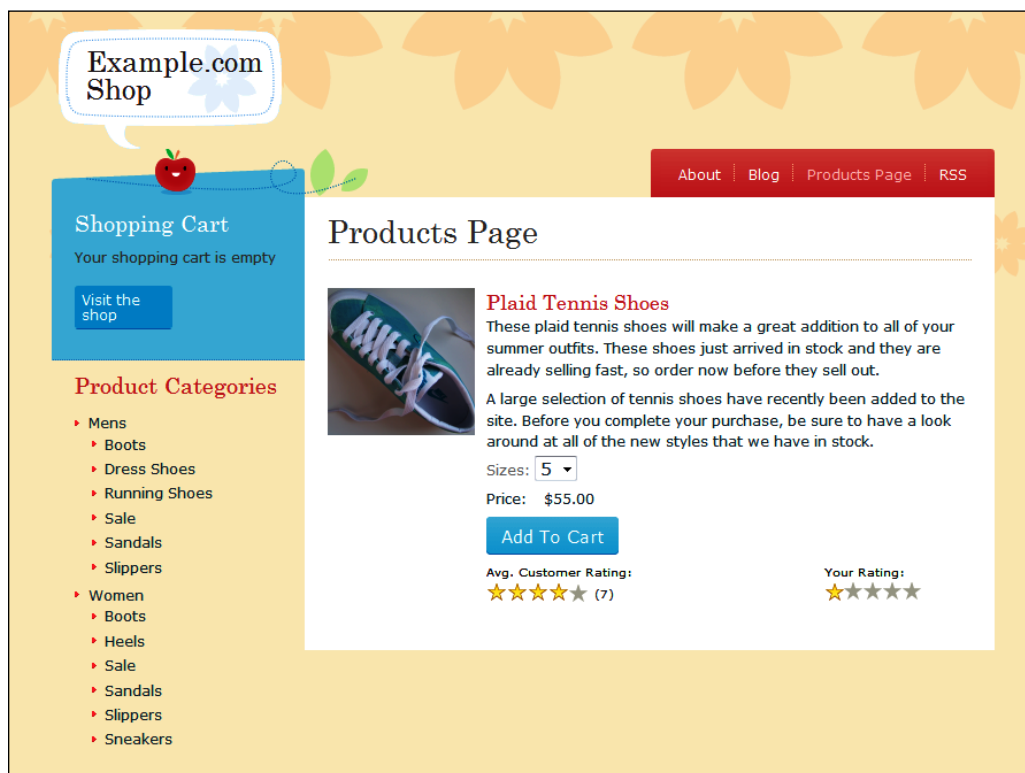 Example.com
Shop
About
Blog
Products Page
RSS
Shopping Cart
Your shopping cart is empty
Visit the
shop
Product Categories
Mens
Boots
Dress Shoes
Running Shoes
Sale
Sandals
Slippers
Women
Boots
Heels
Sale
Sandals
Slippers
Sneakers
Products Page
Plaid Tennis Shoes
These plaid tennis shoes will make a great addition to all of your
summer outfits. These shoes just arrived in stock and they are
already selling fast, so order now before they sell out.
A large selection of tennis shoes have recently been added to the
site. Before you complete your purchase, be sure to have a look
around at all of the new styles that we have in stock.
Sizes: 5
Price: $55.00
Add To Cart
Avg. Customer Rating:
(7)
Your Rating: